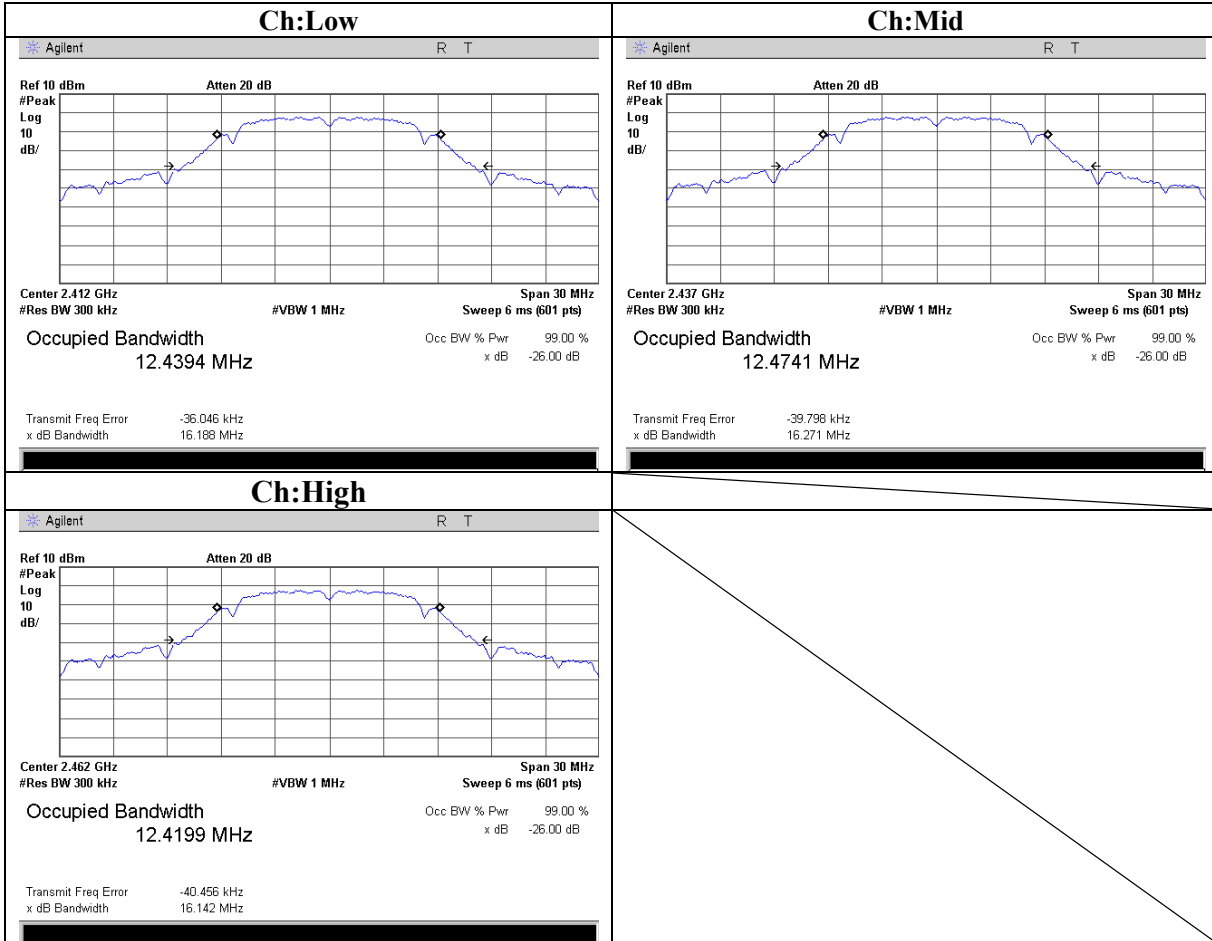 Ch:Low
Agilent R T
Ref 10 dBm Atten 20 dB
#Peak
Log
10
dB/
Center 2.412 GHz Span 30 MHz
#Res BW 300 kHz #VBW 1 MHz Sweep 6 ms (601 pts)
Occupied Bandwidth Occ BW % Pwr 99.00 %
12.4394 MHz x dB -26.00 dB
Transmit Freq Error -36.046 kHz
x dB Bandwidth 16.188 MHz
Ch:Mid
Agilent R T
Ref 10 dBm Atten 20 dB
#Peak
Log
10
dB/
Center 2.437 GHz Span 30 MHz
#Res BW 300 kHz #VBW 1 MHz Sweep 6 ms (601 pts)
Occupied Bandwidth Occ BW % Pwr 99.00 %
12.4741 MHz x dB -26.00 dB
Transmit Freq Error -39.798 kHz
x dB Bandwidth 16.271 MHz
Ch:High
Agilent R T
Ref 10 dBm Atten 20 dB
#Peak
Log
10
dB/
Center 2.462 GHz Span 30 MHz
#Res BW 300 kHz #VBW 1 MHz Sweep 6 ms (601 pts)
Occupied Bandwidth Occ BW % Pwr 99.00 %
12.4199 MHz x dB -26.00 dB
Transmit Freq Error -40.456 kHz
x dB Bandwidth 16.142 MHz